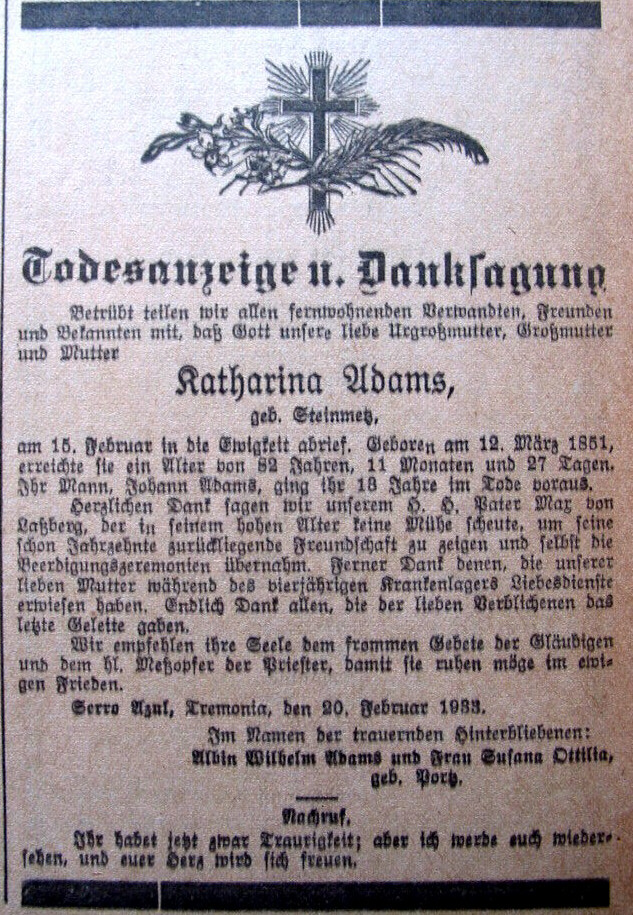 Todesanzeige u. Danksagung
Betrübt teilen wir allen fernwohnenden Verwandten, Freunden
und Bekannten mit, daß Gott unsere liebe Urgroßmutter, Großmutter
und Mutter
Katharina Adams,
geb. Steinmetz,
am 15. Februar in die Ewigkeit abrief. Geboren am 12. März 1851,
erreichte sie ein Alter von 82 Jahren, 11 Monaten und 27 Tagen.
Ihr Mann, Johann Adams, ging ihr 18 Jahre im Tode voraus.
Herzlichen Dank sagen wir unserem H. H. Pater Max von
Laßberg, der in seinem hohen Alter keine Mühe scheute, um seine
schon Jahrzehnte zurückliegende Freundschaft zu zeigen und selbst die
Beerdigungszeremonien übernahm. Ferner Dank denen, die unserer
lieben Mutter während des vierjährigen Krankenlagers Liebesdienste
erwiesen haben. Endlich Dank allen, die der lieben Verblichenen das
letzte Geleite gaben.
Wir empfehlen ihre Seele dem frommen Gebete der Gläubigen
und dem hl. Meßopfer der Priester, damit sie ruhen möge im ewi-
gen Frieden.
Serro Azul, Tremonia, den 20. Februar 1933.
Im Namen der trauernden Hinterbliebenen:
Albin Wilhelm Adams und Frau Susana Ottilia,
geb. Portz.
Nachruf.
Ihr habet jetzt zwar Traurigkeit; aber ich werde euch wieder-
sehen, und euer Herz wird sich freuen.